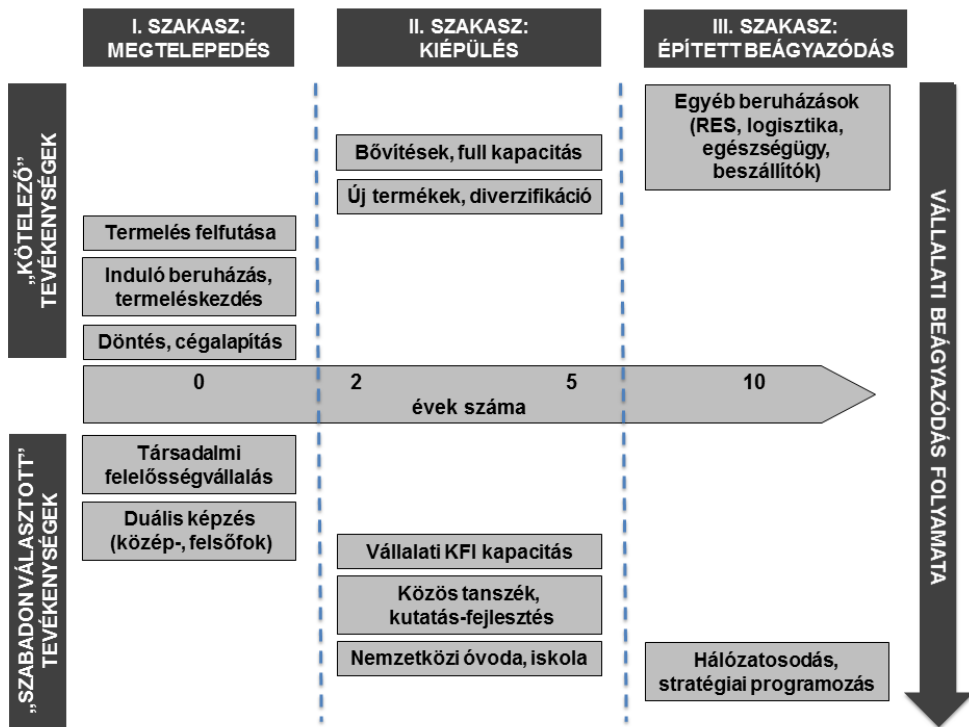 I. SZAKASZ:
MEGTELEPEDÉS
II. SZAKASZ:
KIÉPÜLÉS
III. SZAKASZ:
ÉPÍTETT BEÁGYAZÓDÁS
„KÖTELEZŐ”
TEVÉKENYSÉGEK
Egyéb beruházások
(RES, logisztika,
egészségügy,
beszállítók)
Bővítések, full kapacitás
Új termékek, diverzifikáció
Termelés felfutása
Induló beruházás,
termeléskezdés
Döntés, cégalapítás
0 2 5 10
évek száma
„SZABADON VÁLASZTOTT”
TEVÉKENYSÉGEK
Társadalmi
felelősségvállalás
Duális képzés
(közép-, felsőfok)
Vállalati KFI kapacitás
Közös tanszék,
kutatás-fejlesztés
Nemzetközi óvoda, iskola
Hálózatosodás,
stratégiai programozás
VÁLLALATI BEÁGYAZÓDÁS FOLYAMATA